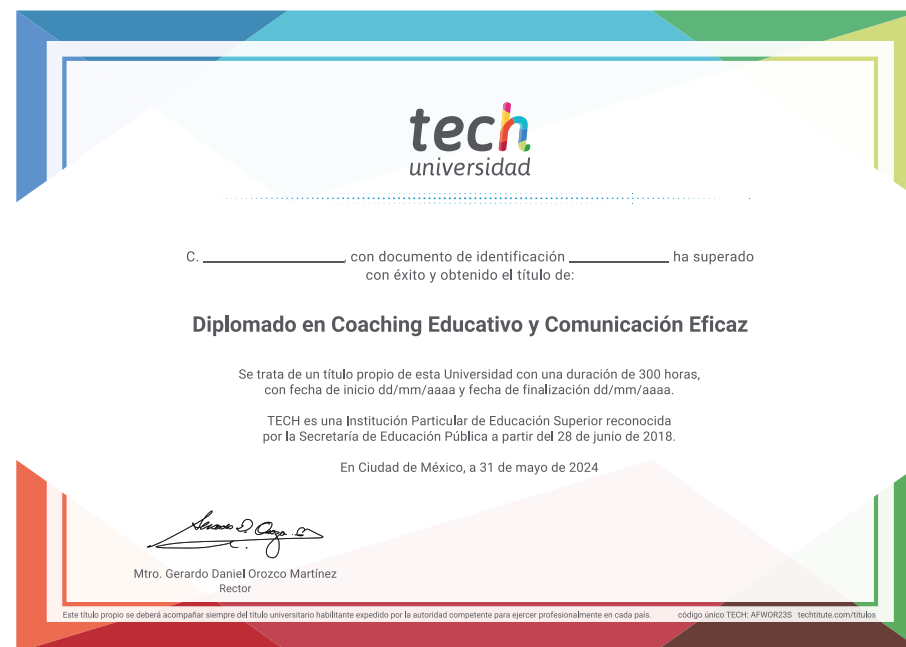 tech
universidad
C. ____________, con documento de identificación ____________ ha superado
con éxito y obtenido el título de:
Diplomado en Coaching Educativo y Comunicación Eficaz
Se trata de un título propio de esta Universidad con una duración de 300 horas,
con fecha de inicio dd/mm/aaaa y fecha de finalización dd/mm/aaaa.
TECH es una Institución Particular de Educación Superior reconocida
por la Secretaría de Educación Pública a partir del 28 de junio de 2018.
En Ciudad de México, a 31 de mayo de 2024
Mtro. Gerardo Daniel Orozco Martínez
Rector
Este título propio se deberá acompañar siempre del título universitario habilitante expedido por la autoridad competente para ejercer profesionalmente en cada país. código único TECH: AFWOR23S techtitute.com/titulos